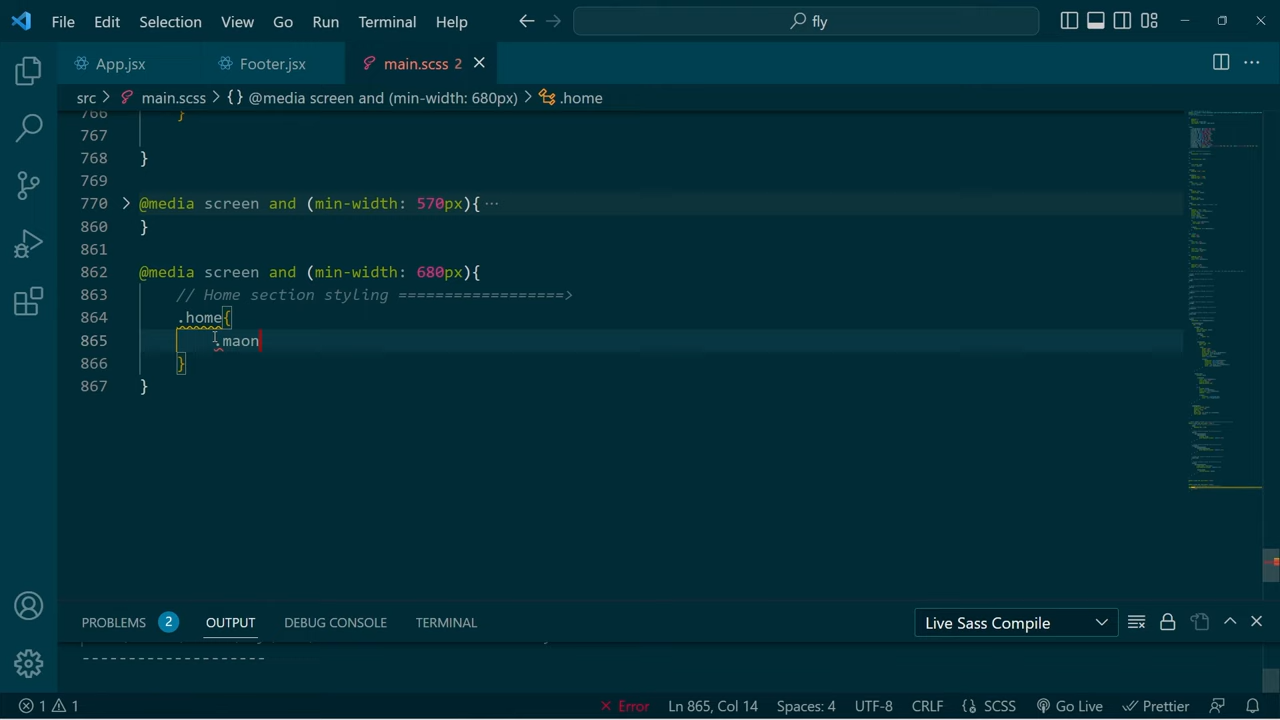 File Edit Selection View Go Run Terminal Help fly
App.jsx Footer.jsx main.scss 2
src > main.scss > {} @media screen and (min-width: 680px) > .home
766 }
767
768 }
769
770 @media screen and (min-width: 570px){ ···
860 }
861
862 @media screen and (min-width: 680px){
863 // Home section styling ==================>
864 .home{
865 .maon
866 }
867 }
PROBLEMS 2 OUTPUT DEBUG CONSOLE TERMINAL Live Sass Compile
--------------------
1 1 Error Ln 865, Col 14 Spaces: 4 UTF-8 CRLF SCSS Go Live Prettier